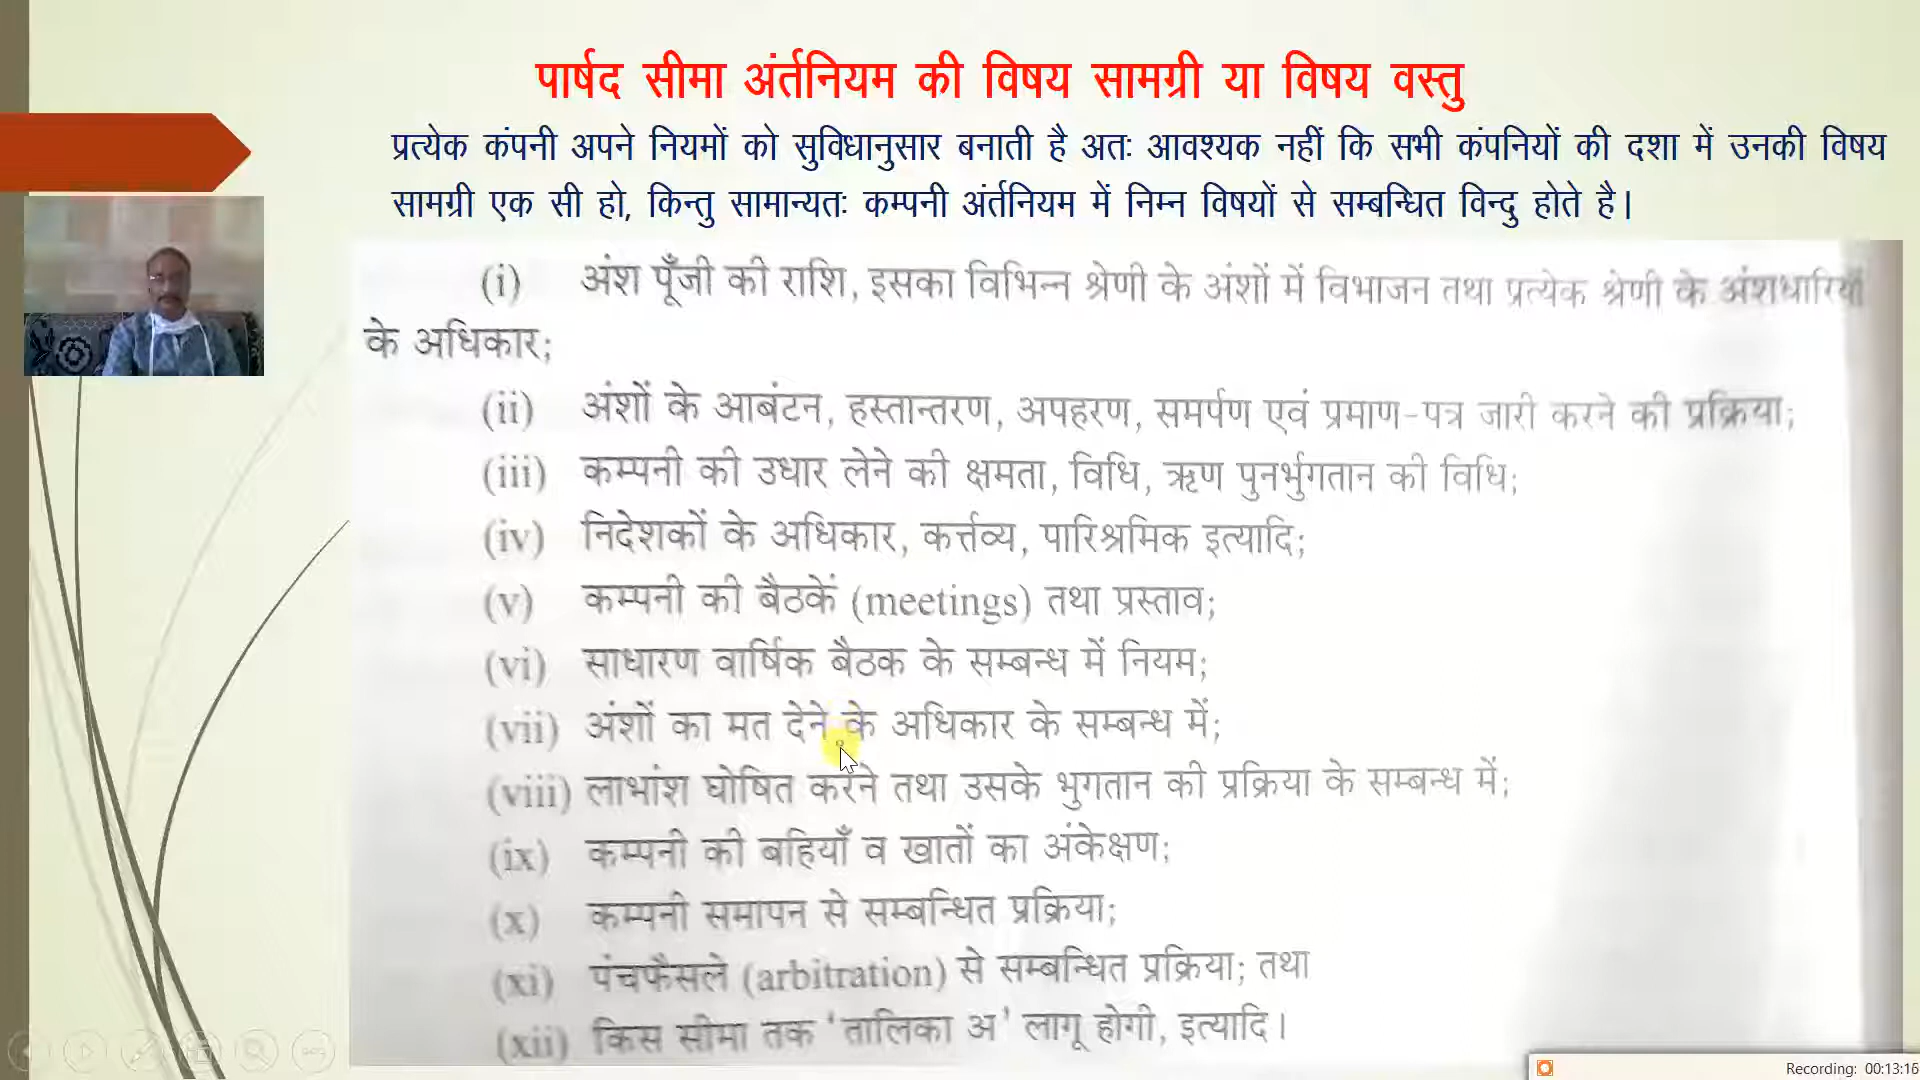 पार्षद सीमा अंर्तनियम की विषय सामग्री या विषय वस्तु
प्रत्येक कंपनी अपने नियमों को सुविधानुसार बनाती है अतः आवश्यक नहीं कि सभी कंपनियों की दशा में उनकी विषय
सामग्री एक सी हो, किन्तु सामान्यतः कम्पनी अंर्तनियम में निम्न विषयों से सम्बन्धित विन्दु होते है।
(i) अंश पूँजी की राशि, इसका विभिन्न श्रेणी के अंशों में विभाजन तथा प्रत्येक श्रेणी के अंशधारियों
के अधिकार;
(ii) अंशों के आबंटन, हस्तान्तरण, अपहरण, समर्पण एवं प्रमाण-पत्र जारी करने की प्रक्रिया;
(iii) कम्पनी की उधार लेने की क्षमता, विधि, ऋण पुनर्भुगतान की विधि;
(iv) निदेशकों के अधिकार, कर्त्तव्य, पारिश्रमिक इत्यादि;
(v) कम्पनी की बैठकें (meetings) तथा प्रस्ताव;
(vi) साधारण वार्षिक बैठक के सम्बन्ध में नियम;
(vii) अंशों का मत देने के अधिकार के सम्बन्ध में;
(viii) लाभांश घोषित करने तथा उसके भुगतान की प्रक्रिया के सम्बन्ध में;
(ix) कम्पनी की बहियाँ व खातों का अंकेक्षण;
(x) कम्पनी समापन से सम्बन्धित प्रक्रिया;
(xi) पंचफैसले (arbitration) से सम्बन्धित प्रक्रिया; तथा
(xii) किस सीमा तक 'तालिका अ' लागू होगी, इत्यादि।
Recording: 00:13:16